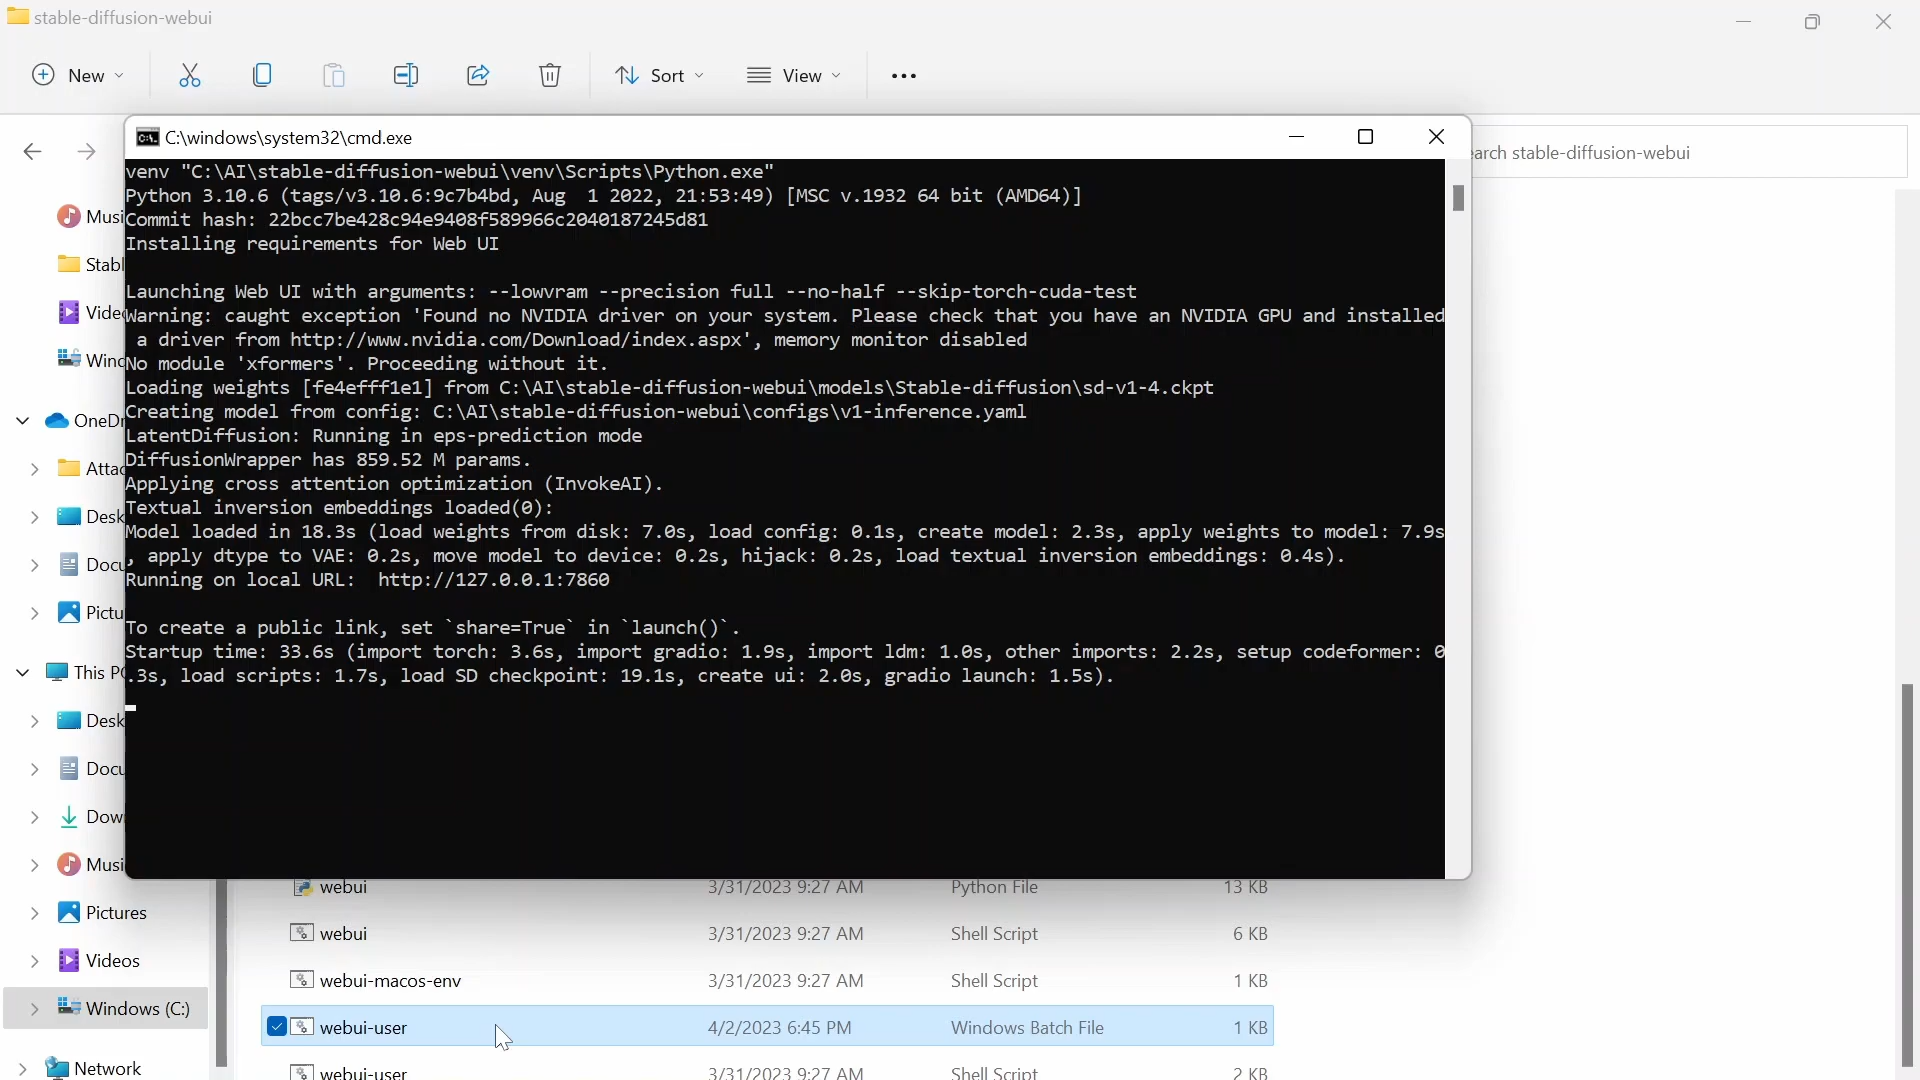 stable-diffusion-webui
New
Sort
View
C:\windows\system32\cmd.exe
earch stable-diffusion-webui
venv "C:\AI\stable-diffusion-webui\venv\Scripts\Python.exe"
Python 3.10.6 (tags/v3.10.6:9c7b4bd, Aug  1 2022, 21:53:49) [MSC v.1932 64 bit (AMD64)]
Commit hash: 22bcc7be428c94e9408f589966c2040187245d81
Installing requirements for Web UI
Launching Web UI with arguments: --lowvram --precision full --no-half --skip-torch-cuda-test
Warning: caught exception 'Found no NVIDIA driver on your system. Please check that you have an NVIDIA GPU and installed
a driver from http://www.nvidia.com/Download/index.aspx', memory monitor disabled
No module 'xformers'. Proceeding without it.
Loading weights [fe4efff1e1] from C:\AI\stable-diffusion-webui\models\Stable-diffusion\sd-v1-4.ckpt
Creating model from config: C:\AI\stable-diffusion-webui\configs\v1-inference.yaml
LatentDiffusion: Running in eps-prediction mode
DiffusionWrapper has 859.52 M params.
Applying cross attention optimization (InvokeAI).
Textual inversion embeddings loaded(0):
Model loaded in 18.3s (load weights from disk: 7.0s, load config: 0.1s, create model: 2.3s, apply weights to model: 7.9s
, apply dtype to VAE: 0.2s, move model to device: 0.2s, hijack: 0.2s, load textual inversion embeddings: 0.4s).
Running on local URL:  http://127.0.0.1:7860
To create a public link, set `share=True` in `launch()`.
Startup time: 33.6s (import torch: 3.6s, import gradio: 1.9s, import ldm: 1.0s, other imports: 2.2s, setup codeformer: 0
.3s, load scripts: 1.7s, load SD checkpoint: 19.1s, create ui: 2.0s, gradio launch: 1.5s).
Musi
Stabl
Vide
Wind
OneDr
Attac
Desk
Docu
Pictu
This P
Desk
Docu
Down
Musi
Pictures
Videos
Windows (C:)
Network
webui 3/31/2023 9:27 AM Python File 13 KB
webui 3/31/2023 9:27 AM Shell Script 6 KB
webui-macos-env 3/31/2023 9:27 AM Shell Script 1 KB
webui-user 4/2/2023 6:45 PM Windows Batch File 1 KB
webui-user 3/31/2023 9:27 AM Shell Script 2 KB